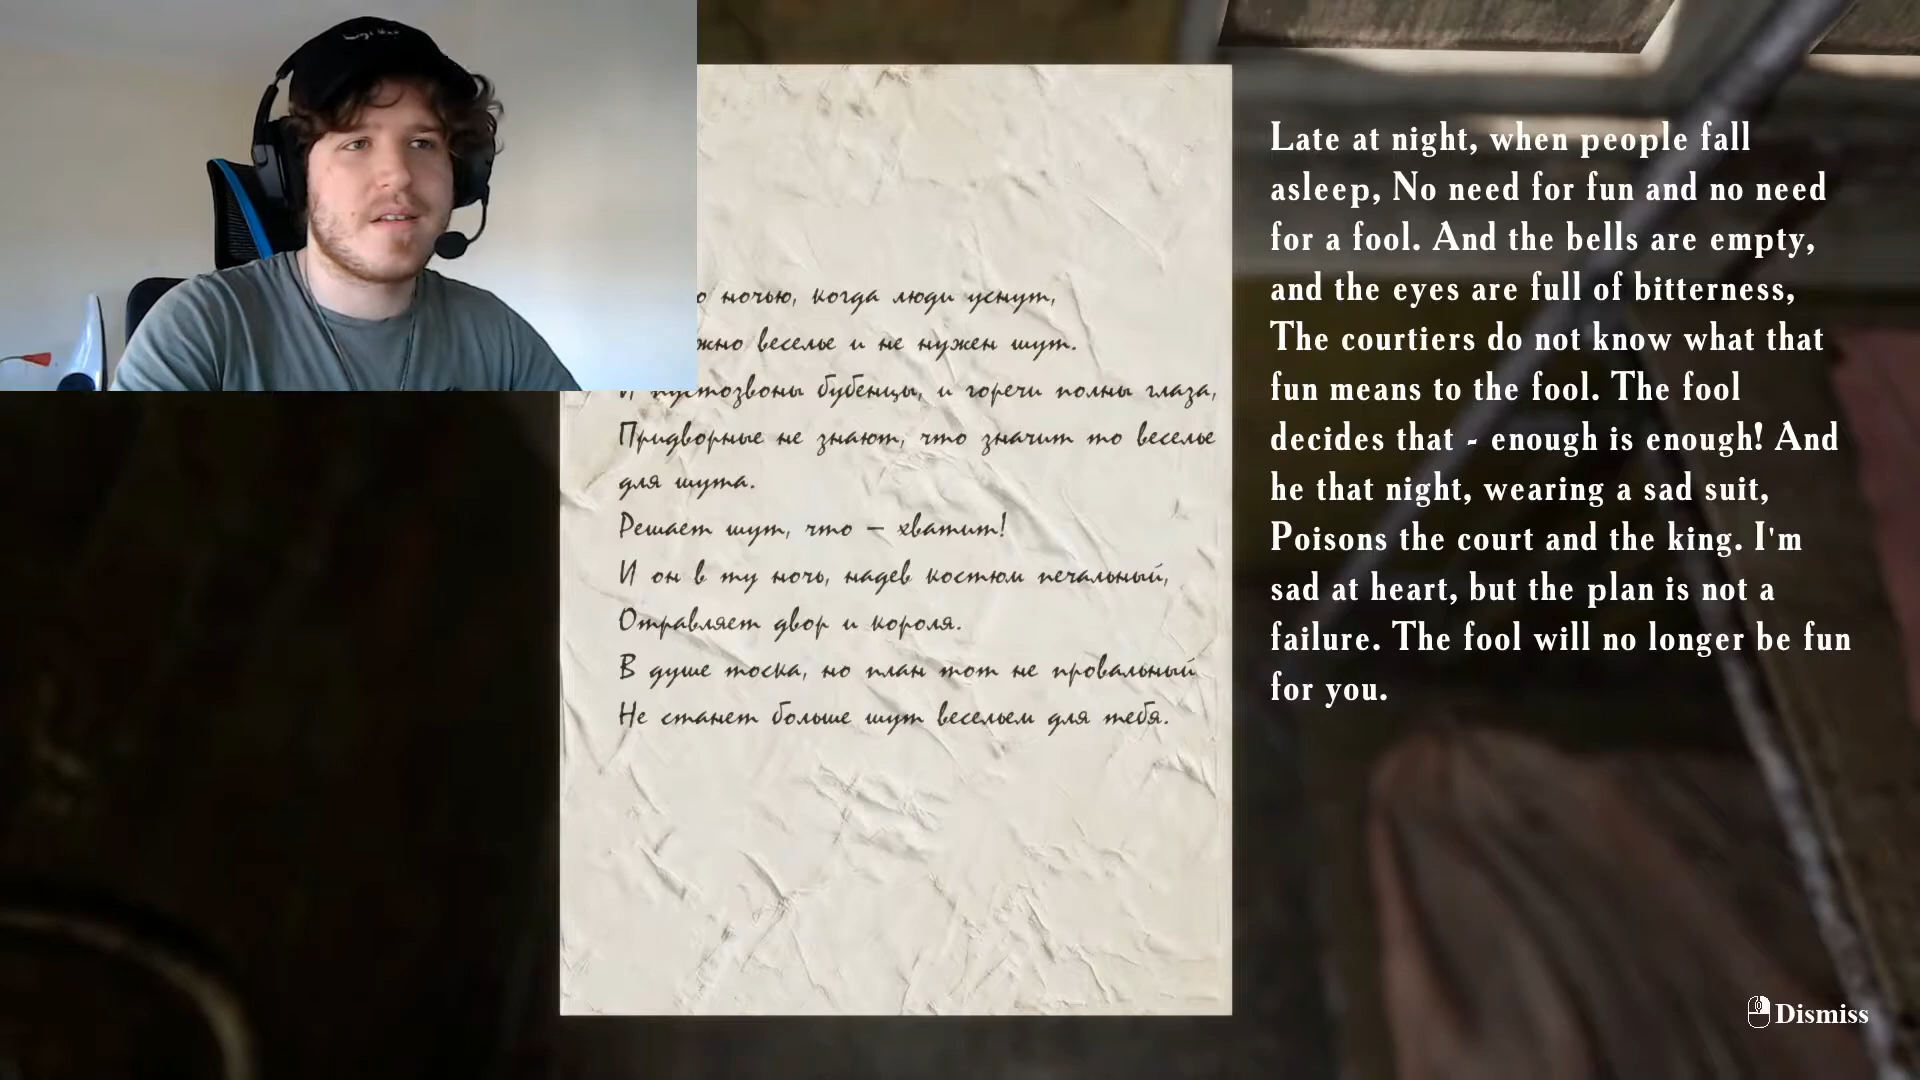 ночью, когда люди уснут,
веселье и не нужен шут.
И пустозвоны бубенцы, и горечи полны глаза,
Придворные не знают, что значит то веселье
для шута.
Решает шут, что — хватит!
И он в ту ночь, надев костюм печальный,
Отравляет двор и короля.
В душе тоска, но план тот не провальный
Не станет больше шут весельем для тебя.
Late at night, when people fall
asleep, No need for fun and no need
for a fool. And the bells are empty,
and the eyes are full of bitterness,
The courtiers do not know what that
fun means to the fool. The fool
decides that - enough is enough! And
he that night, wearing a sad suit,
Poisons the court and the king. I'm
sad at heart, but the plan is not a
failure. The fool will no longer be fun
for you.
Dismiss